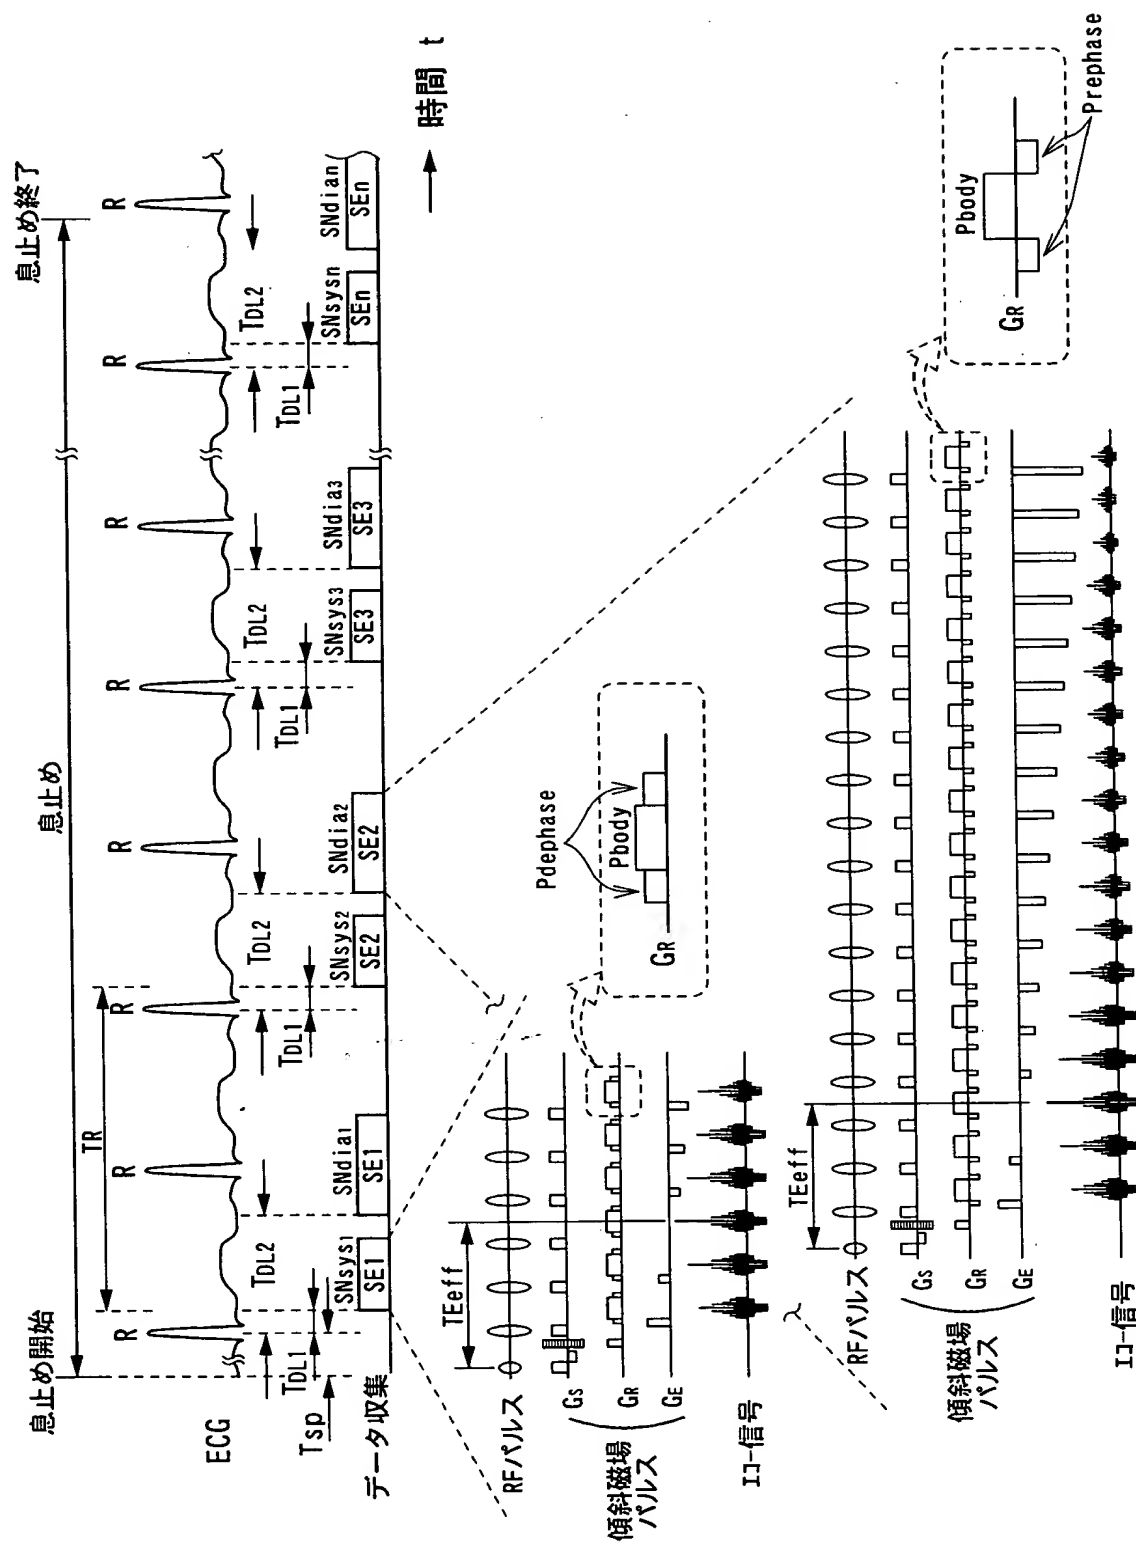 息止め開始
息止め
息止め終了
ECG
R
R
R
R
R
R
R
R
TR
TDL1
TDL2
TDL1
TDL2
TDL1
TDL2
TDL1
TDL2
Tsp
データ収集
SNsys1
SE1
SNdia1
SE1
SNsys2
SE2
SNdia2
SE2
SNsys3
SE3
SNdia3
SE3
SNsysn
SEn
SNdian
SEn
時間 t
TEeff
RFパルス
GS
GR
GE
傾斜磁場
パルス
エコー信号
Pdephase
Pbody
GR
TEeff
RFパルス
GS
GR
GE
傾斜磁場
パルス
エコー信号
Pbody
GR
Prephase